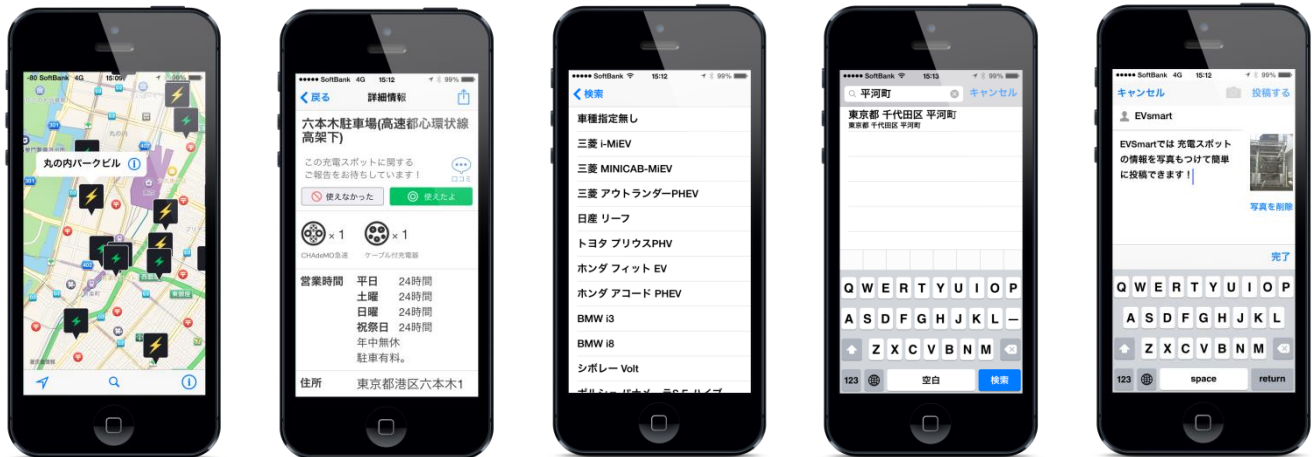 -80 SoftBank 4G 15:09
丸の内
丸の内パークビル
●●●●● SoftBank 4G 15:12 99%
戻る 詳細情報
六本木駐車場(高速都心環状線
高架下)
この充電スポットに関する
ご報告をお待ちしています!
口コミ
使えなかった 使えたよ
× 1 × 1
CHAdeMO急速 ケーブル付充電器
営業時間 平日 24時間
土曜 24時間
日曜 24時間
祝祭日 24時間
年中無休
駐車有料。
住所 東京都港区六本木1
●●●●● SoftBank 15:12 99%
検索
車種指定無し
三菱 i-MiEV
三菱 MINICAB-MiEV
三菱 アウトランダーPHEV
日産 リーフ
トヨタ プリウスPHV
ホンダ フィット EV
ホンダ アコード PHEV
BMW i3
BMW i8
シボレー Volt
●●●●● SoftBank 15:13 99%
平河町 キャンセル
東京都 千代田区 平河町
東京都 千代田区 平河町
Q W E R T Y U I O P
A S D F G H J K L ー
Z X C V B N M
123 空白 検索
●●●●● SoftBank 4G 15:12 99%
キャンセル 投稿する
EVsmart
EVSmartでは 充電スポット
の情報を写真もつけて簡単
に投稿できます!
写真を削除
完了
Q W E R T Y U I O P
A S D F G H J K L
Z X C V B N M
123 space return